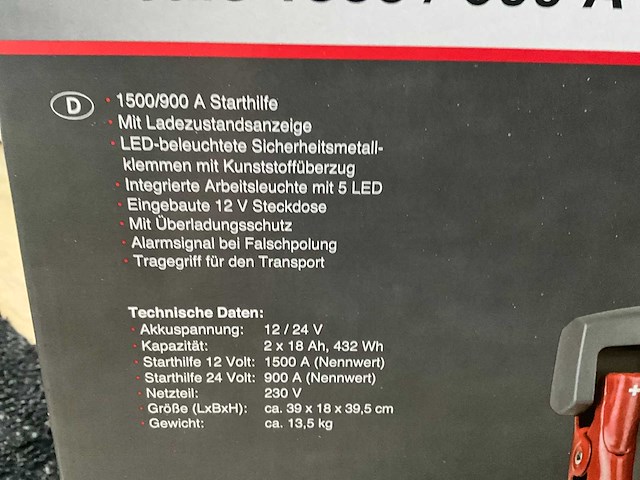 D
1500/900 A Starthilfe
Mit Ladezustandsanzeige
LED-beleuchtete Sicherheitsmetall-
klemmen mit Kunststoffüberzug
Integrierte Arbeitsleuchte mit 5 LED
Eingebaute 12 V Steckdose
Mit Überladungsschutz
Alarmsignal bei Falschpolung
Tragegriff für den Transport
Technische Daten:
Akkuspannung: 12 / 24 V
Kapazität: 2 x 18 Ah, 432 Wh
Starthilfe 12 Volt: 1500 A (Nennwert)
Starthilfe 24 Volt: 900 A (Nennwert)
Netzteil: 230 V
Größe (LxBxH): ca. 39 x 18 x 39,5 cm
Gewicht: ca. 13,5 kg
+